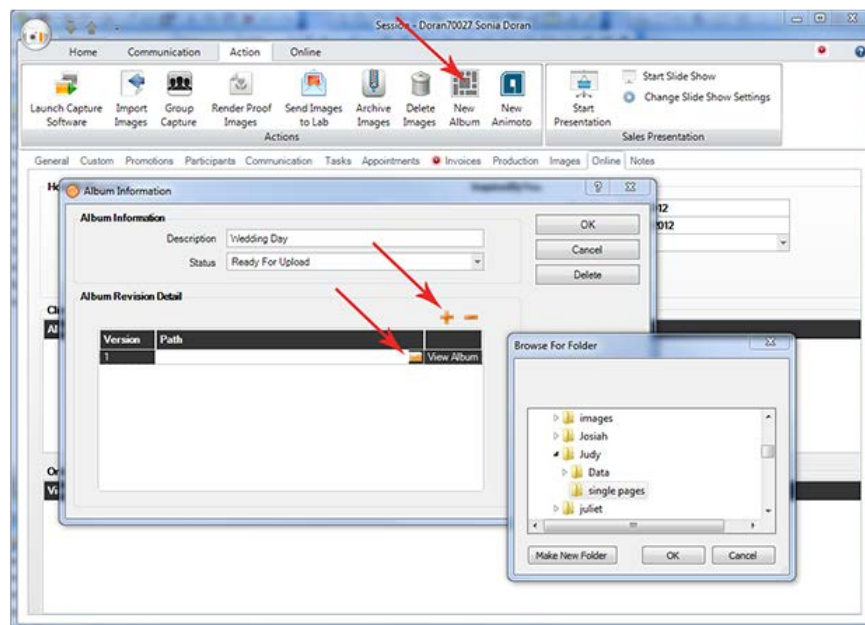 Session - Doran70027 Sonia Doran
Home Communication Action Online
Launch Capture Software
Import Images
Group Capture
Render Proof Images
Send Images to Lab
Archive Images
Delete Images
New Album
New Animoto
Start Presentation
Start Slide Show
Change Slide Show Settings
Actions
Sales Presentation
General Custom Promotions Participants Communication Tasks Appointments Invoices Production Images Online Notes
Album Information
Album Information
Description Wedding Day
Status Ready For Upload
OK
Cancel
Delete
Album Revision Detail
Version Path
1 View Album
Browse For Folder
images
Josiah
Judy
Data
single pages
juliet
Make New Folder OK Cancel